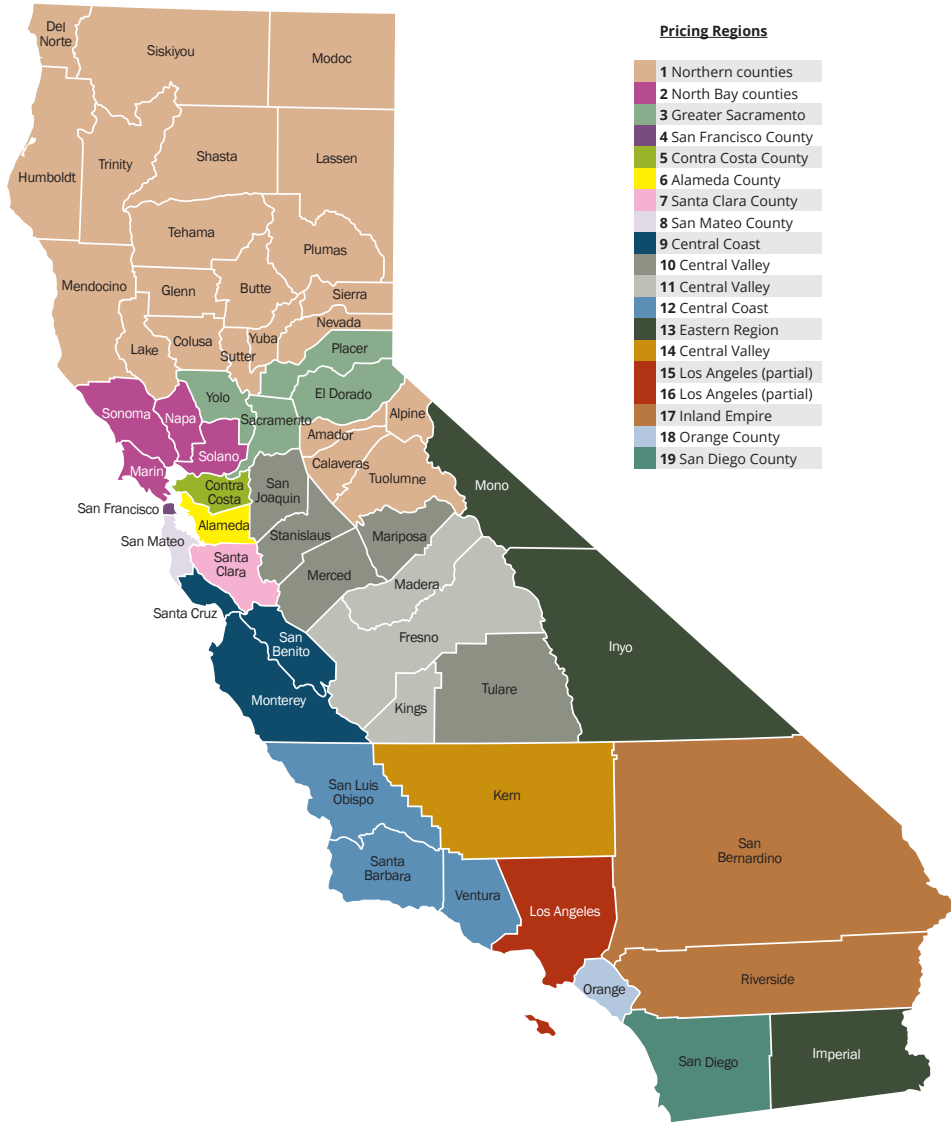 Pricing Regions
1 Northern counties
2 North Bay counties
3 Greater Sacramento
4 San Francisco County
5 Contra Costa County
6 Alameda County
7 Santa Clara County
8 San Mateo County
9 Central Coast
10 Central Valley
11 Central Valley
12 Central Coast
13 Eastern Region
14 Central Valley
15 Los Angeles (partial)
16 Los Angeles (partial)
17 Inland Empire
18 Orange County
19 San Diego County
Del
Norte
Siskiyou
Modoc
Humboldt
Trinity
Shasta
Lassen
Tehama
Plumas
Mendocino
Glenn
Butte
Sierra
Nevada
Lake
Colusa
Sutter
Yuba
Placer
Yolo
El Dorado
Sonoma
Napa
Sacramento
Alpine
Solano
Amador
Marin
Calaveras
Tuolumne
Contra
Costa
San
Joaquin
Mono
San Francisco
Alameda
Stanislaus
Mariposa
San Mateo
Santa
Clara
Merced
Madera
Santa Cruz
San
Benito
Fresno
Inyo
Monterey
Kings
Tulare
San Luis
Obispo
Kern
San
Bernardino
Santa
Barbara
Ventura
Los Angeles
Orange
Riverside
San Diego
Imperial